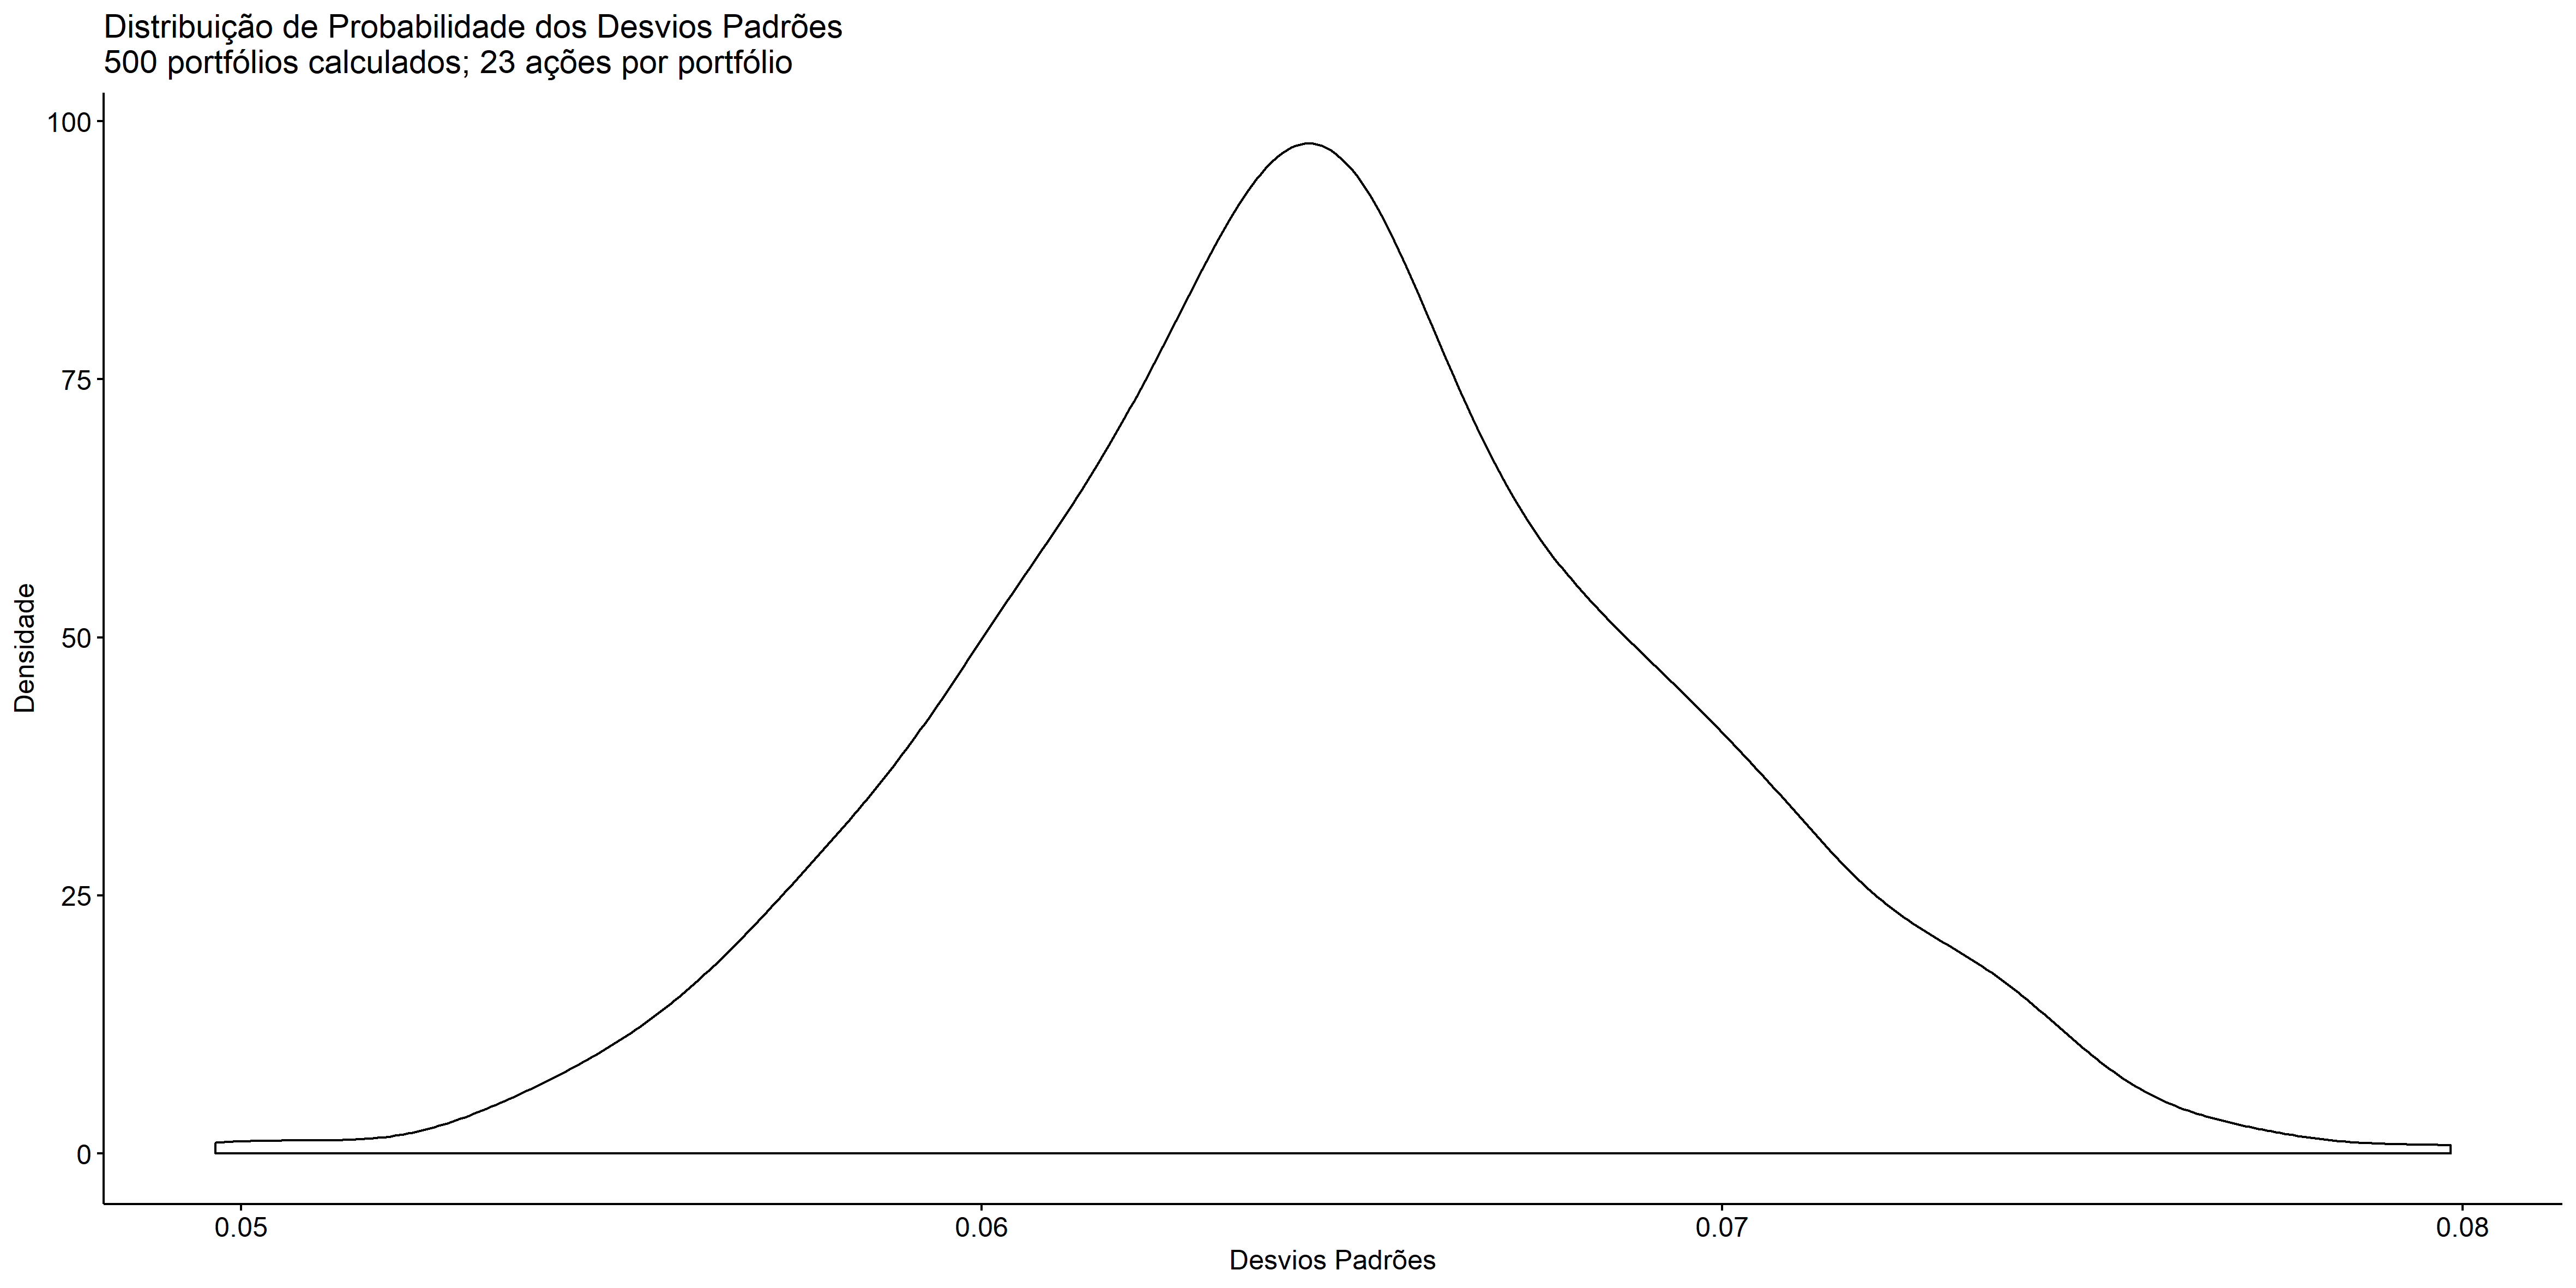 Distribuição de Probabilidade dos Desvios Padrões
500 portfólios calculados; 23 ações por portfólio
100
75
50
25
0
Densidade
0.05
0.06
0.07
0.08
Desvios Padrões